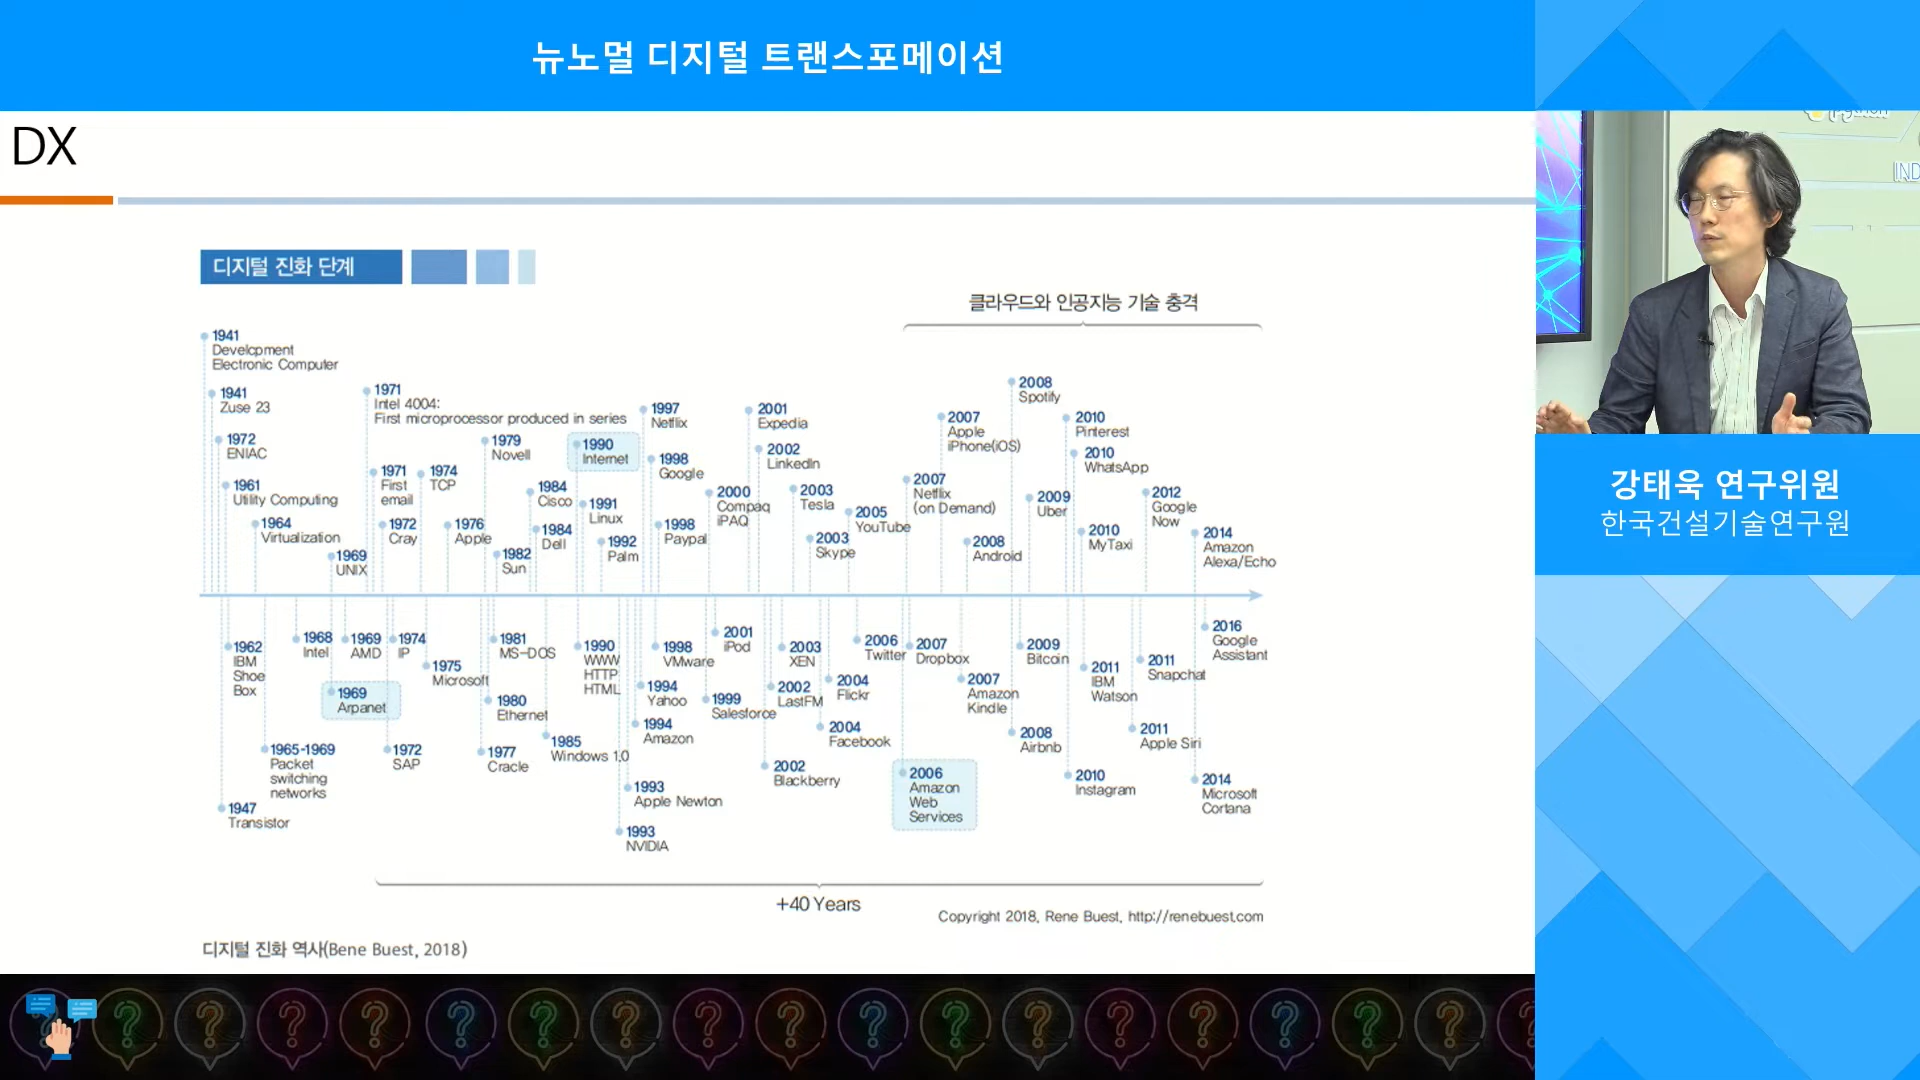 뉴노멀 디지털 트랜스포메이션
DX
디지털 진화 단계
클라우드와 인공지능 기술 충격
1941
Develcpment
Electronic Computer
1941
Zuse 23
1972
ENIAC
1961
Utility Computing
1964
Virtualization
1969
UNIX
1971
Intel 4004:
First microprocessor produced in series
1971
First
email
1972
Cray
1974
TCP
1976
Apple
1979
Novell
1982
Sun
1984
Cisco
1984
Dell
1990
Internet
1991
Linux
1992
Palm
1997
Netflix
1998
Google
1998
Paypal
2000
Compaq
iPAQ
2001
Expedia
2002
LinkedIn
2003
Tesla
2003
Skype
2005
YouTube
2007
Netflix
(on Demand)
2007
Apple
iPhone(iOS)
2008
Android
2008
Spotify
2009
Uber
2010
Pinterest
2010
WhatsApp
2010
MyTaxi
2012
Google
Now
2014
Amazon
Alexa/Echo
1962
IBM
Shoe
Box
1947
Transistor
1965-1969
Packet
switching
networks
1968
Intel
1969
AMD
1969
Arpanet
1974
IP
1972
SAP
1975
Microsoft
1981
MS-DOS
1980
Ethernet
1977
Cracle
1985
Windows 1.0
1990
WWW
HTTP
HTML
1998
VMware
1994
Yahoo
1994
Amazon
1993
Apple Newton
1993
NVIDIA
2001
iPod
1999
Salesforce
2003
XEN
2002
LastFM
2002
Blackberry
2004
Flickr
2004
Facebook
2006
Twitter
2007
Dropbox
2007
Amazon
Kindle
2006
Amazon
Web
Services
2009
Bitcoin
2008
Airbnb
2011
IBM
Watson
2010
Instagram
2011
Snapchat
2011
Apple Siri
2016
Google
Assistant
2014
Microsoft
Cortana
+40 Years
Copyright 2018, Rene Buest, http://renebuest.com
디지털 진화 역사(Bene Buest, 2018)
python
IND
강태욱 연구위원
한국건설기술연구원